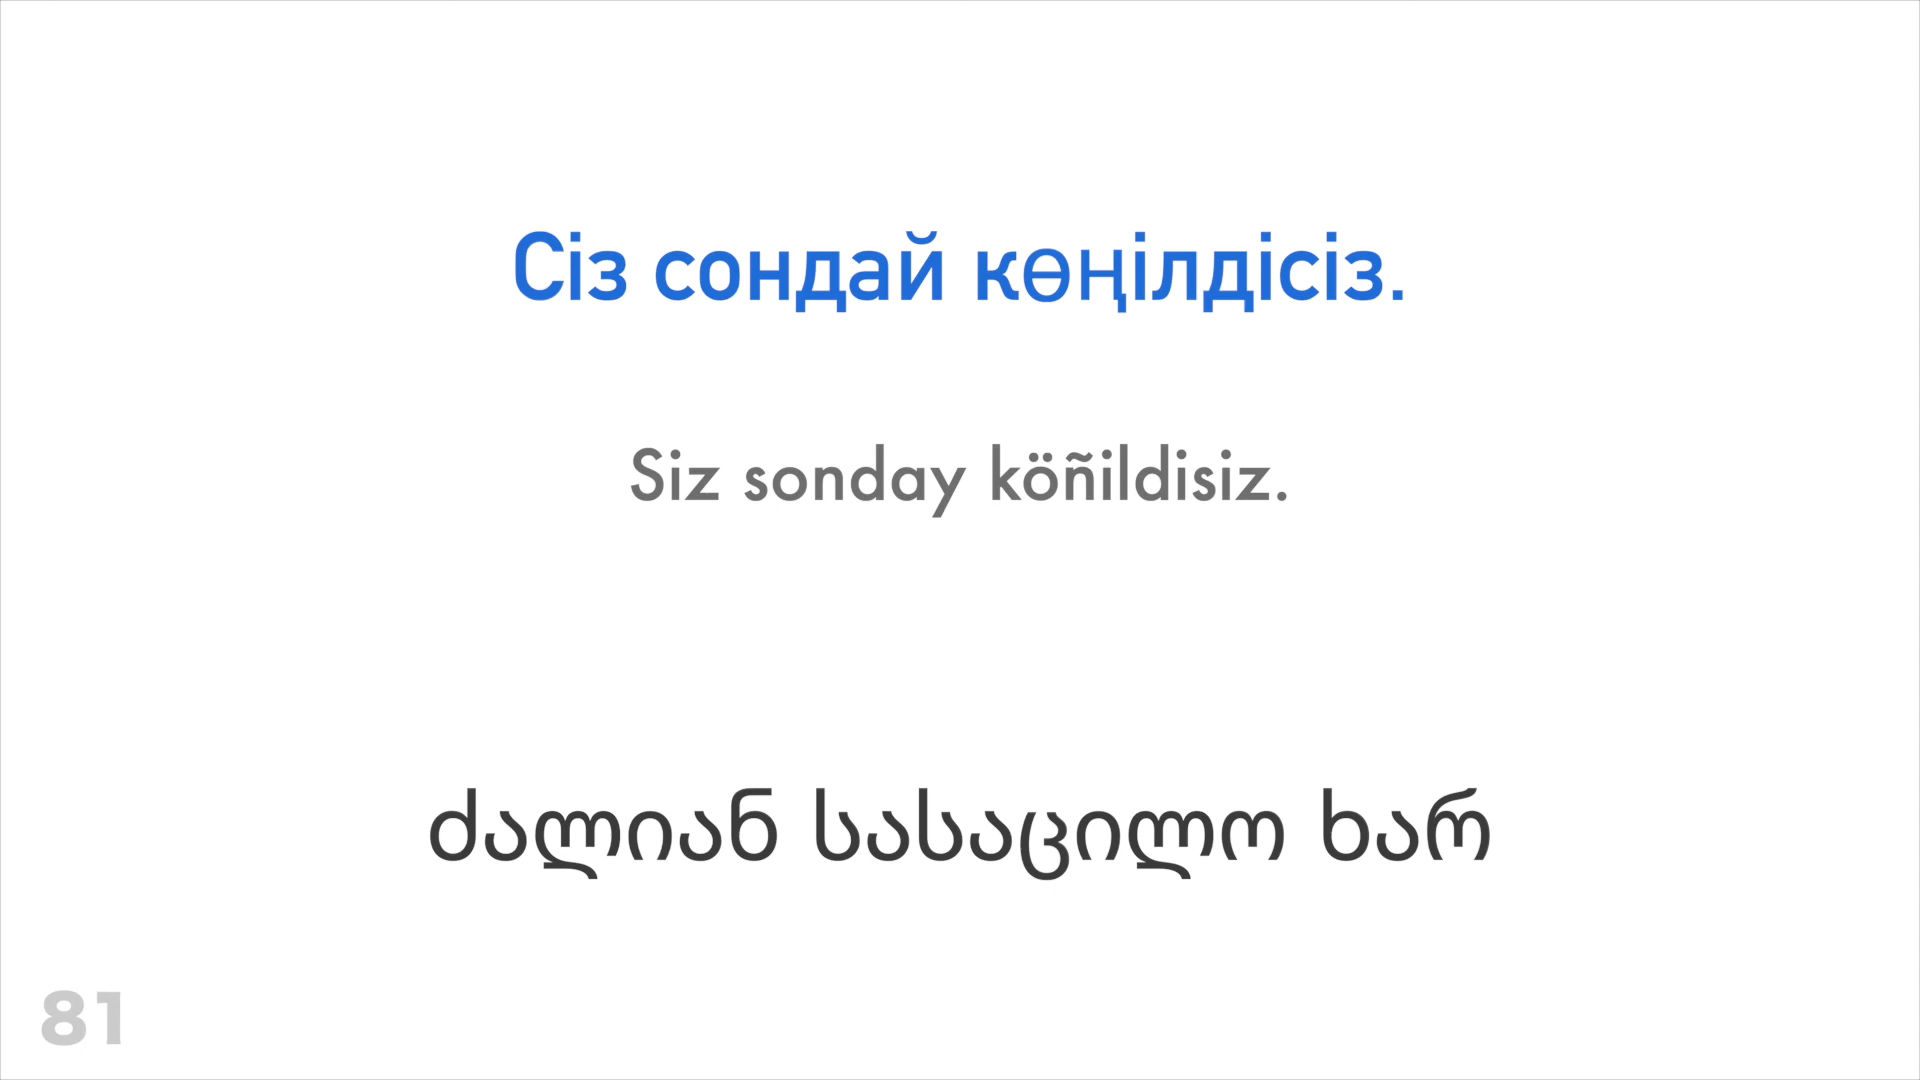 Сіз сондай көңілдісіз.
Siz sonday köñildisiz.
ძალიან სასაცილო ხარ
81